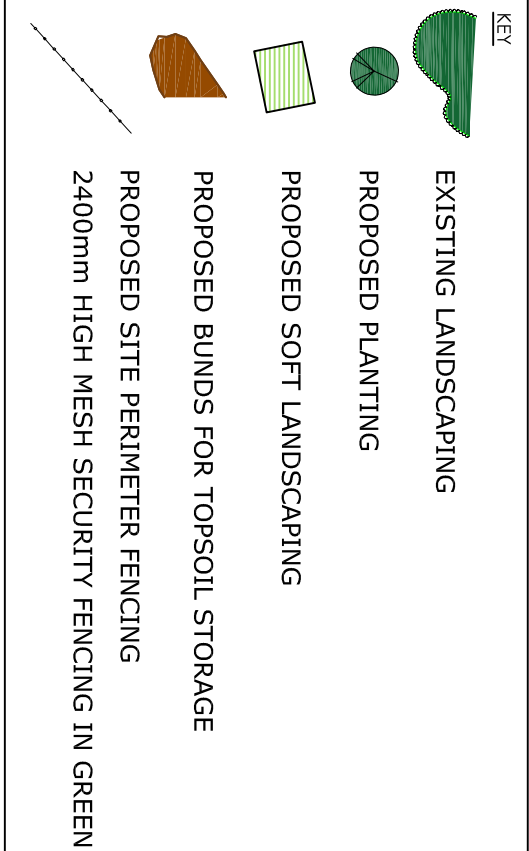 KEY
EXISTING LANDSCAPING
PROPOSED PLANTING
PROPOSED SOFT LANDSCAPING
PROPOSED BUNDS FOR TOPSOIL STORAGE
PROPOSED SITE PERIMETER FENCING
2400mm HIGH MESH SECURITY FENCING IN GREEN